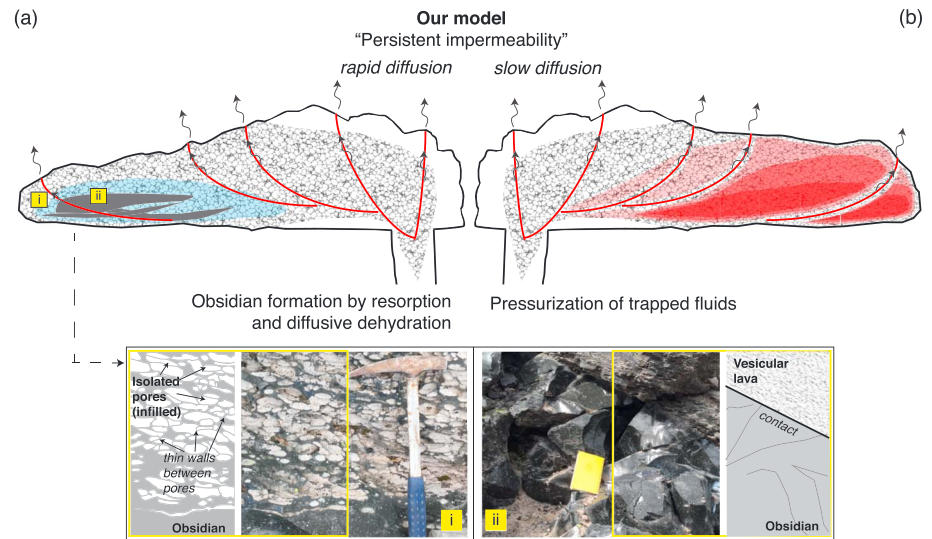 (a)
Our model
(b)
“Persistent impermeability”
rapid diffusion
slow diffusion
i
ii
Obsidian formation by resorption
and diffusive dehydration
Pressurization of trapped fluids
Isolated
pores
(infilled)
thin walls
between
pores
Obsidian
i
ii
Vesicular
lava
contact
Obsidian